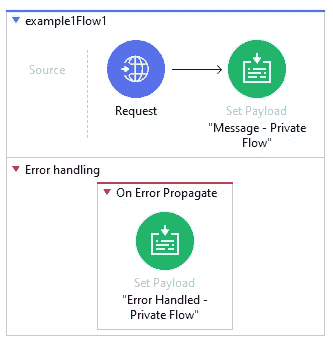 example1Flow1
Source
Request
Set Payload
"Message - Private
Flow"
Error handling
On Error Propagate
Set Payload
"Error Handled -
Private Flow"